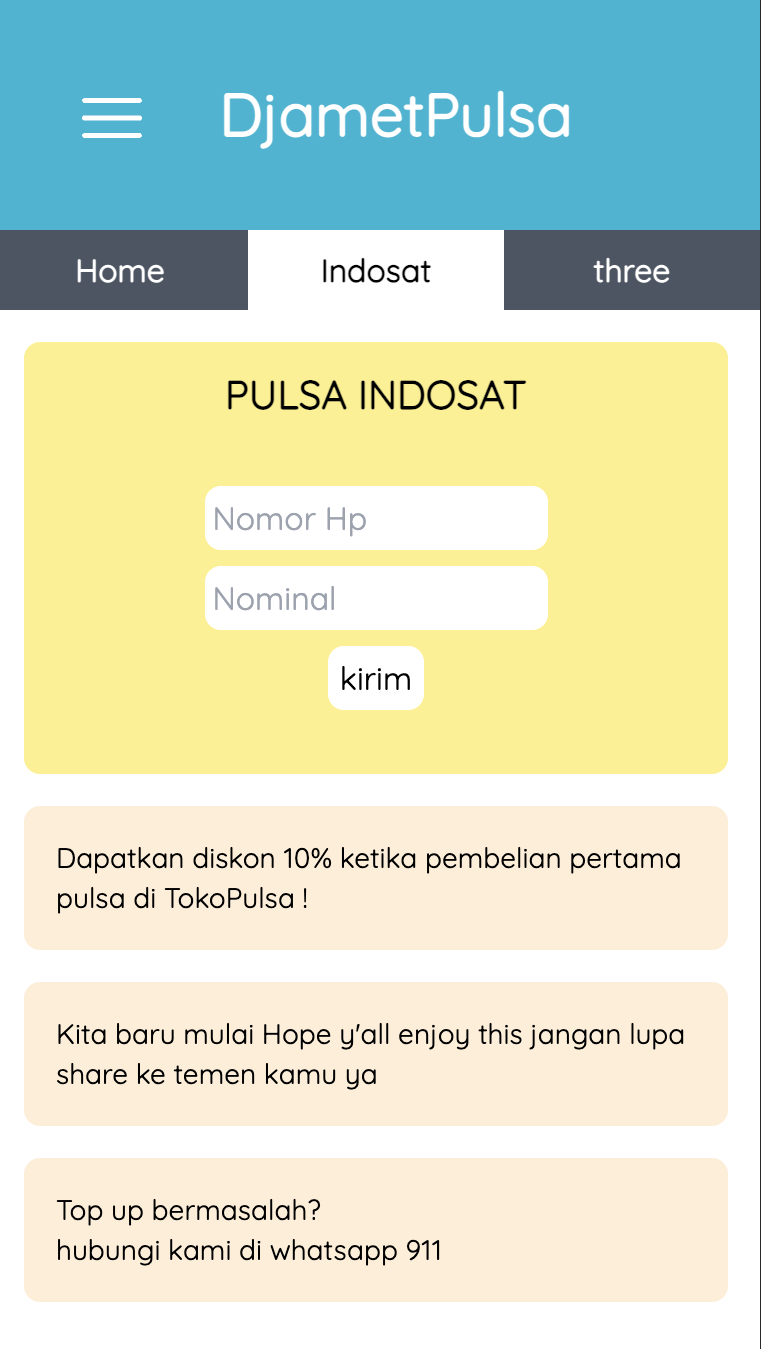 DjametPulsa
Home
Indosat
three
PULSA INDOSAT
Nomor Hp
Nominal
kirim
Dapatkan diskon 10% ketika pembelian pertama
pulsa di TokoPulsa !
Kita baru mulai Hope y'all enjoy this jangan lupa
share ke temen kamu ya
Top up bermasalah?
hubungi kami di whatsapp 911